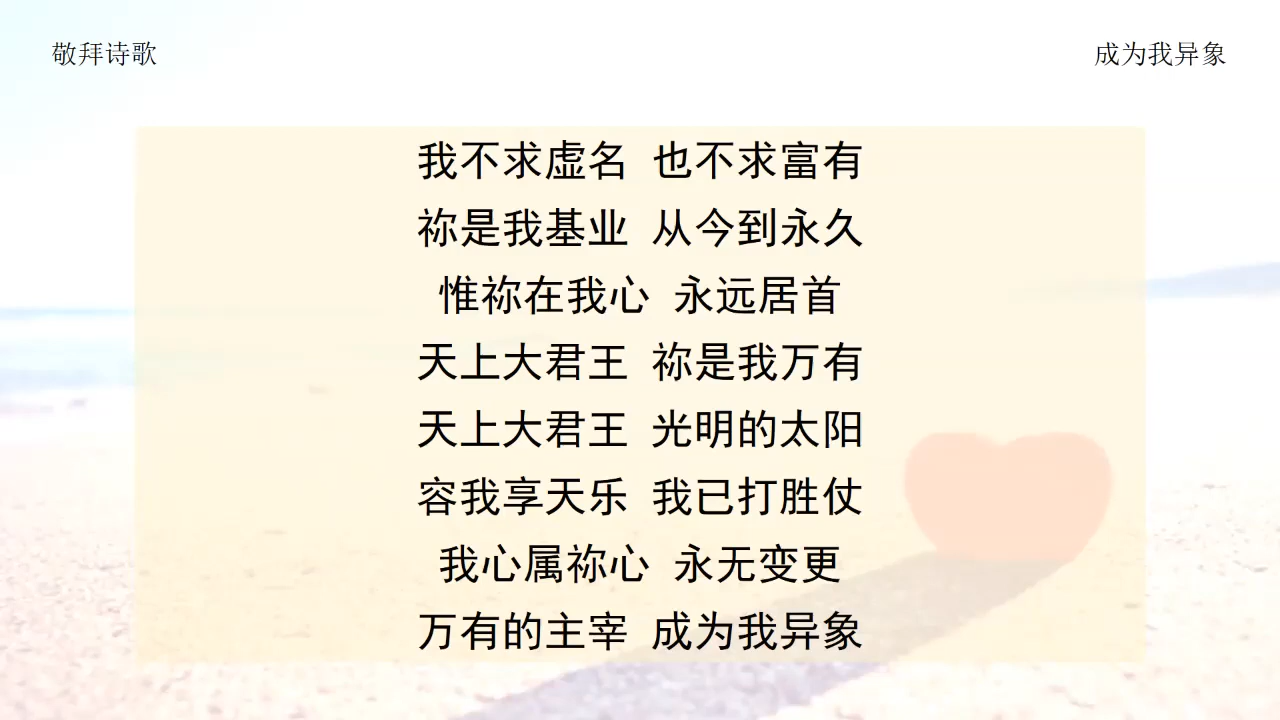 敬拜诗歌
成为我异象
我不求虚名 也不求富有
祢是我基业 从今到永久
惟祢在我心 永远居首
天上大君王 祢是我万有
天上大君王 光明的太阳
容我享天乐 我已打胜仗
我心属祢心 永无变更
万有的主宰 成为我异象